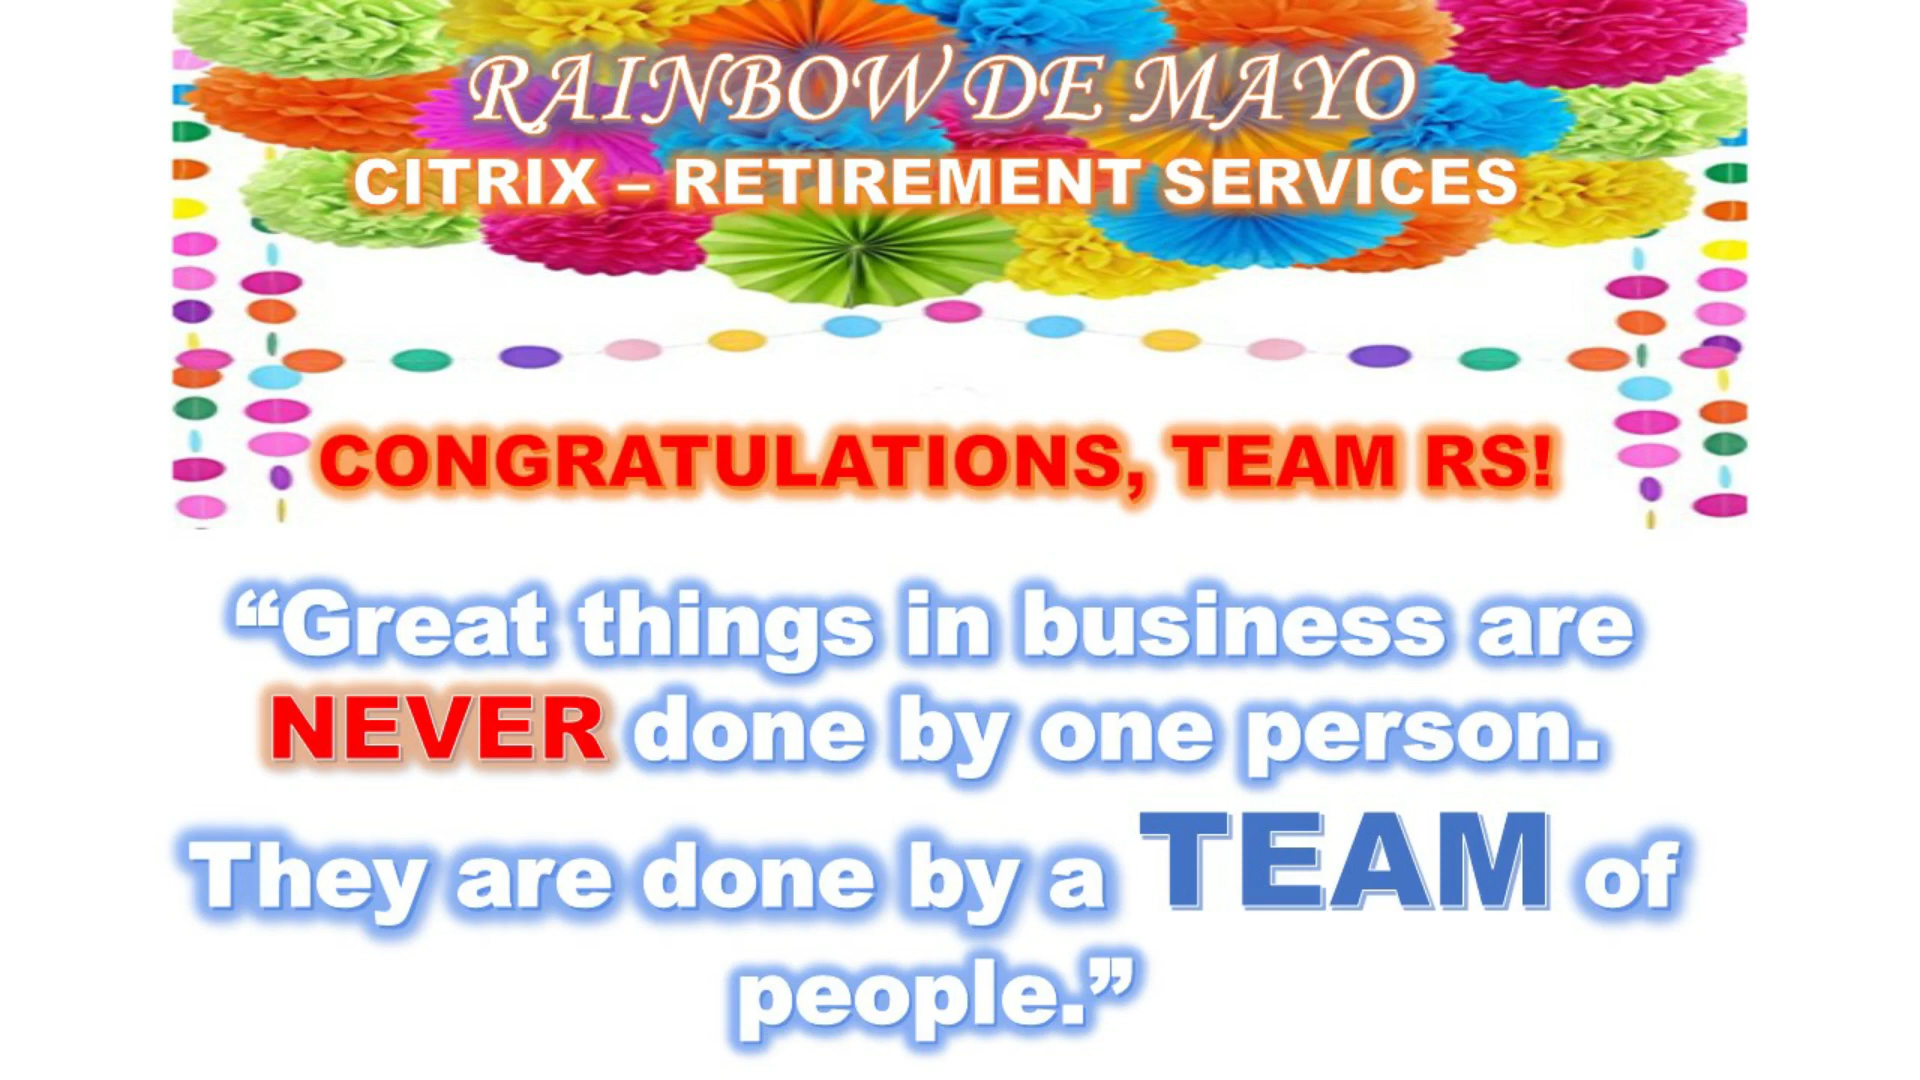 RAINBOW DE MAYO
CITRIX – RETIREMENT SERVICES
CONGRATULATIONS, TEAM RS!
“Great things in business are
NEVER done by one person.
They are done by a TEAM of
people.”